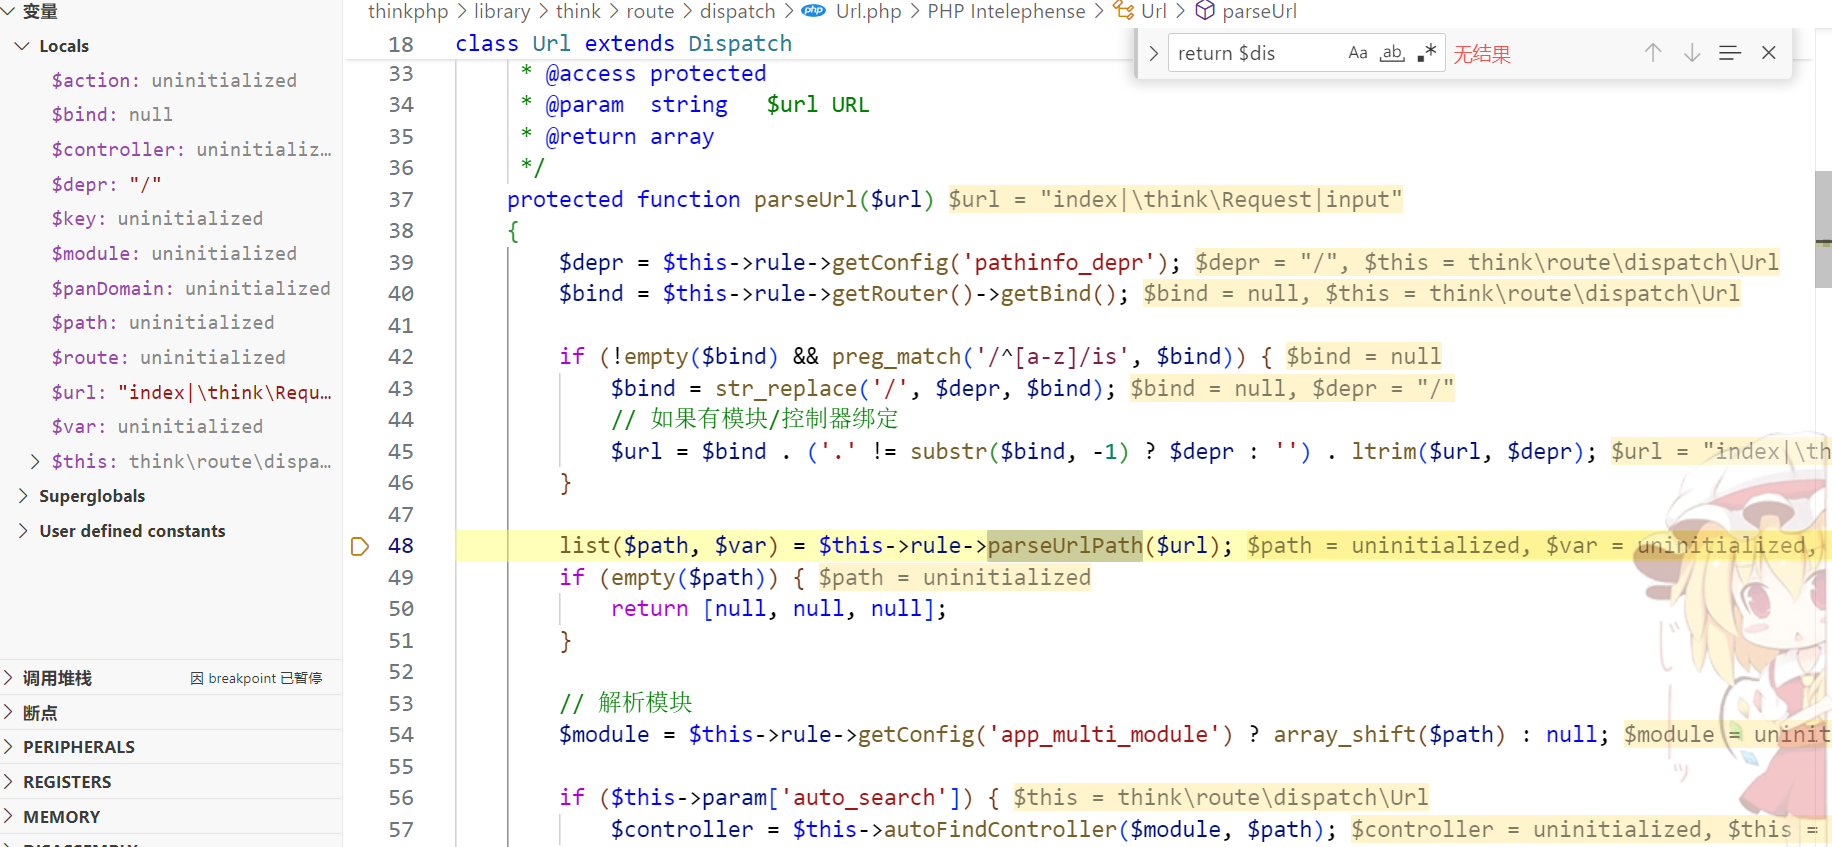 变量
Locals
$action: uninitialized
$bind: null
$controller: uninitializ...
$depr: "/"
$key: uninitialized
$module: uninitialized
$panDomain: uninitialized
$path: uninitialized
$route: uninitialized
$url: "index|\think\Requ...
$var: uninitialized
$this: think\route\dispa...
Superglobals
User defined constants
调用堆栈 因 breakpoint 已暂停
断点
PERIPHERALS
REGISTERS
MEMORY
thinkphp > library > think > route > dispatch > php Url.php > PHP Intelephense > Url > parseUrl
return $dis Aa ab .* 无结果
18 class Url extends Dispatch
33 * @access protected
34 * @param  string   $url URL
35 * @return array
36 */
37 protected function parseUrl($url) $url = "index|\think\Request|input"
38 {
39 $depr = $this->rule->getConfig('pathinfo_depr'); $depr = "/", $this = think\route\dispatch\Url
40 $bind = $this->rule->getRouter()->getBind(); $bind = null, $this = think\route\dispatch\Url
41
42 if (!empty($bind) && preg_match('/^[a-z]/is', $bind)) { $bind = null
43 $bind = str_replace('/', $depr, $bind); $bind = null, $depr = "/"
44 // 如果有模块/控制器绑定
45 $url = $bind . ('.' != substr($bind, -1) ? $depr : '') . ltrim($url, $depr); $url = "index|\th
46 }
47
48 list($path, $var) = $this->rule->parseUrlPath($url); $path = uninitialized, $var = uninitialized,
49 if (empty($path)) { $path = uninitialized
50 return [null, null, null];
51 }
52
53 // 解析模块
54 $module = $this->rule->getConfig('app_multi_module') ? array_shift($path) : null; $module = uninit
55
56 if ($this->param['auto_search']) { $this = think\route\dispatch\Url
57 $controller = $this->autoFindController($module, $path); $controller = uninitialized, $this =